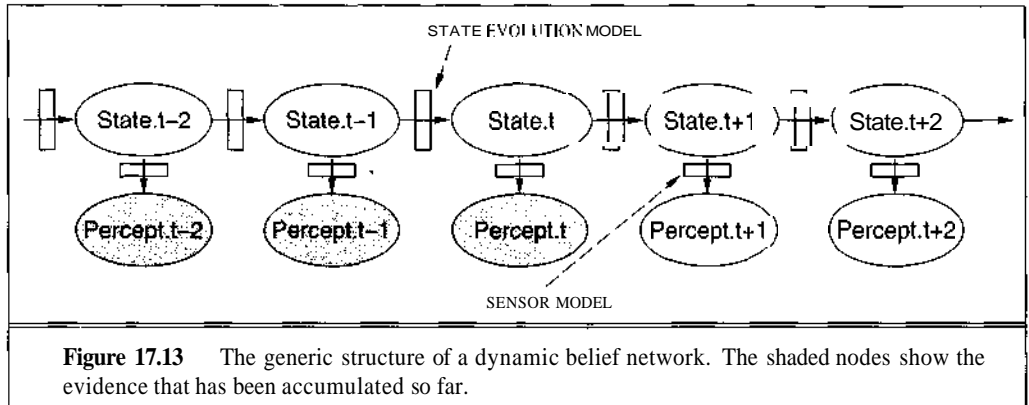 STATE EVOLUTION MODEL
State.t−2 State.t−1 State.t State.t+1 State.t+2
Percept.t−2 Percept.t−1 Percept.t Percept.t+1 Percept.t+2
SENSOR MODEL
Figure 17.13 The generic structure of a dynamic belief network. The shaded nodes show the
evidence that has been accumulated so far.